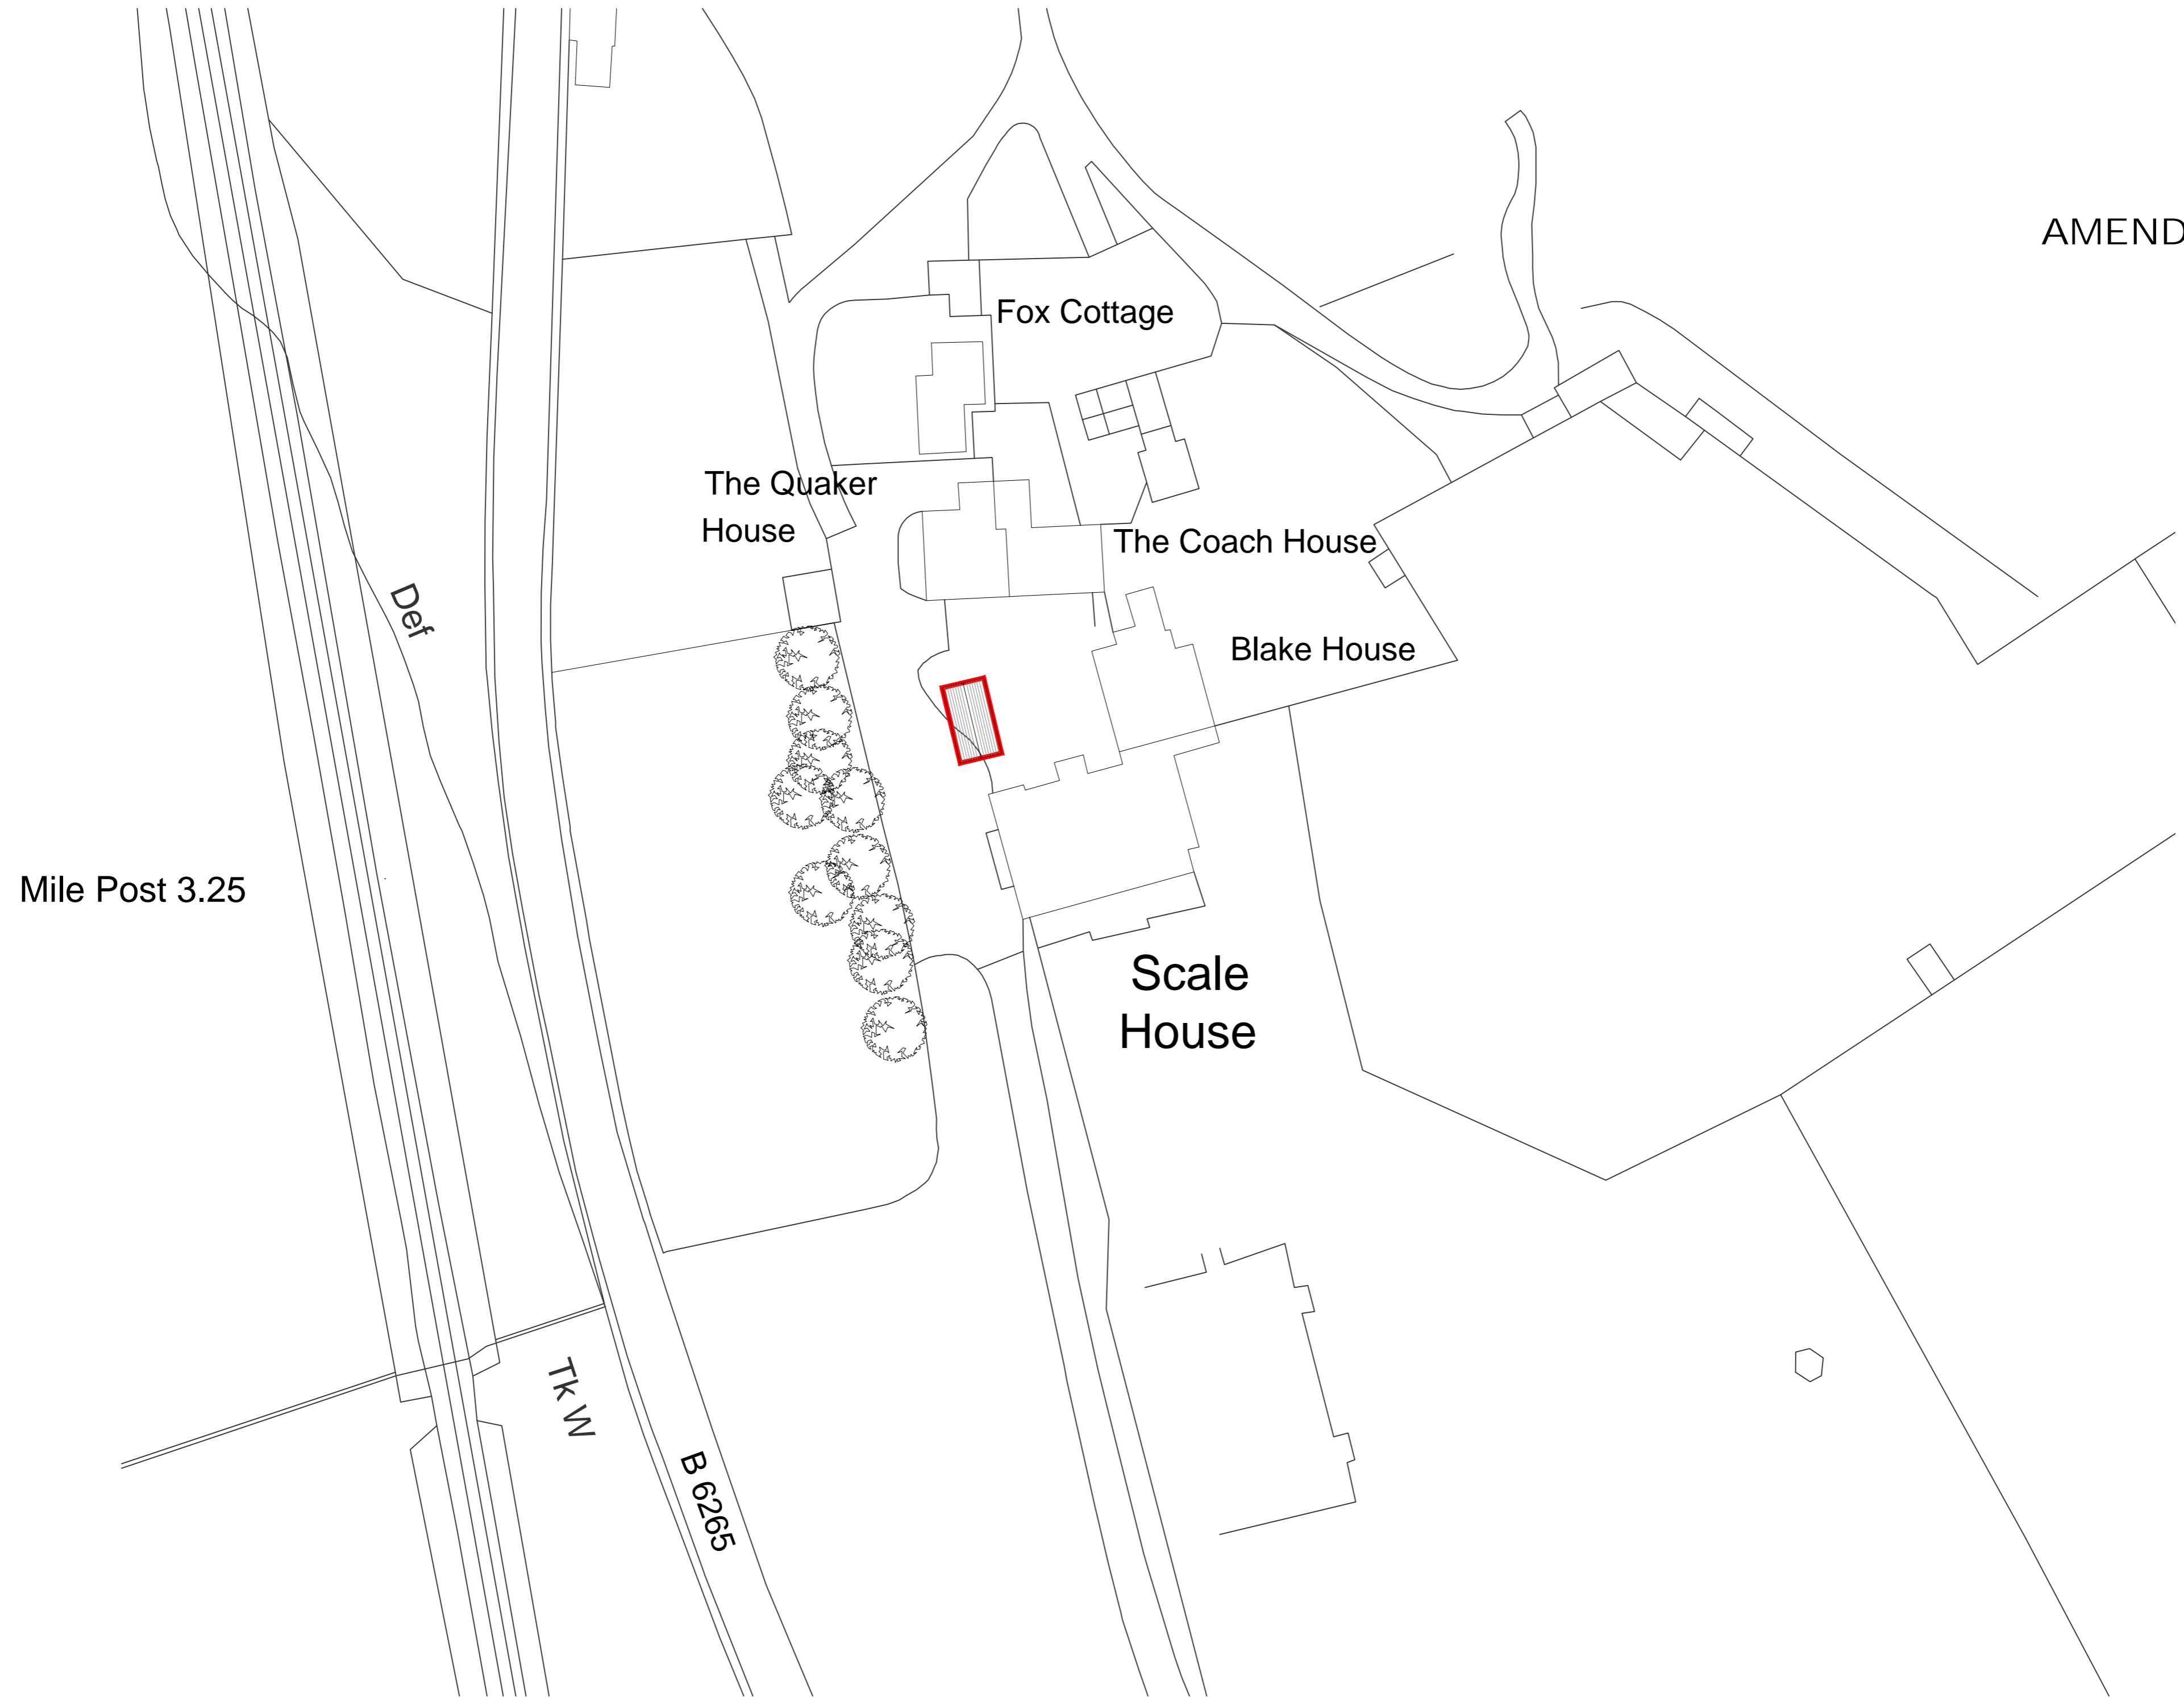 AMEND
Fox Cottage
The Quaker
House
The Coach House
Def
Blake House
Mile Post 3.25
Scale
House
Tk W
B 6265